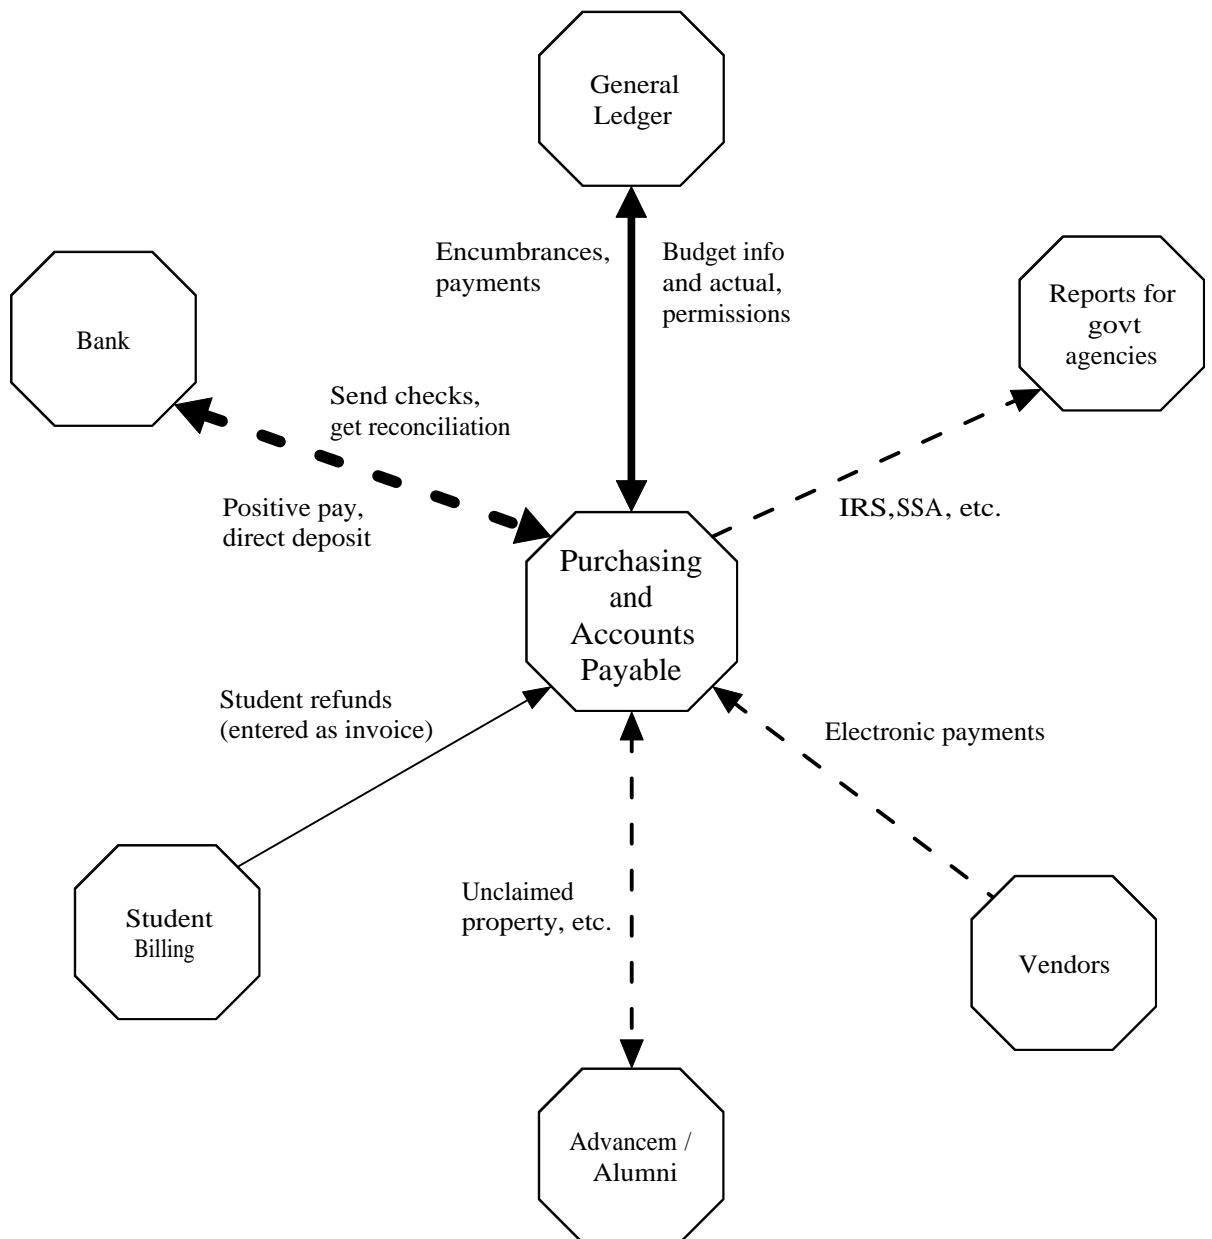 General
Ledger
Encumbrances,
payments
Budget info
and actual,
permissions
Bank
Reports for
govt
agencies
Send checks,
get reconciliation
Positive pay,
direct deposit
IRS,SSA, etc.
Purchasing
and
Accounts
Payable
Student refunds
(entered as invoice)
Electronic payments
Student
Billing
Unclaimed
property, etc.
Vendors
Advancem /
Alumni